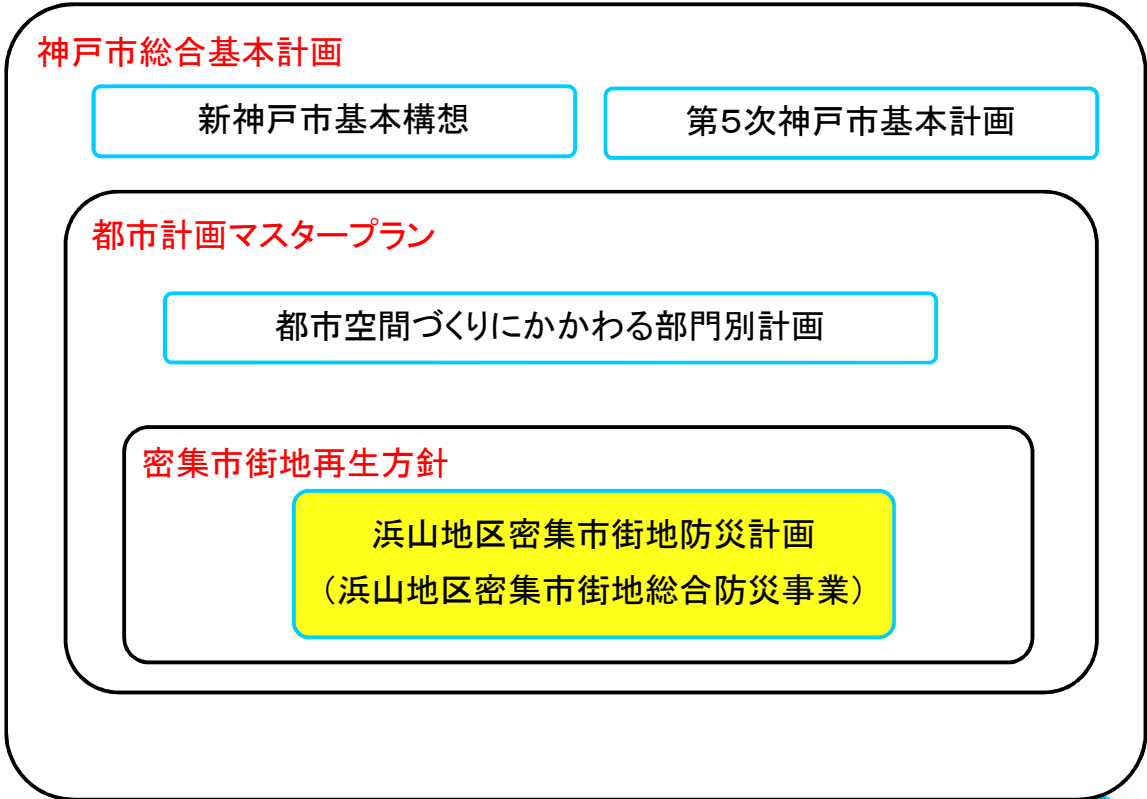 神戸市総合基本計画
新神戸市基本構想
第5次神戸市基本計画
都市計画マスタープラン
都市空間づくりにかかわる部門別計画
密集市街地再生方針
浜山地区密集市街地防災計画
（浜山地区密集市街地総合防災事業）